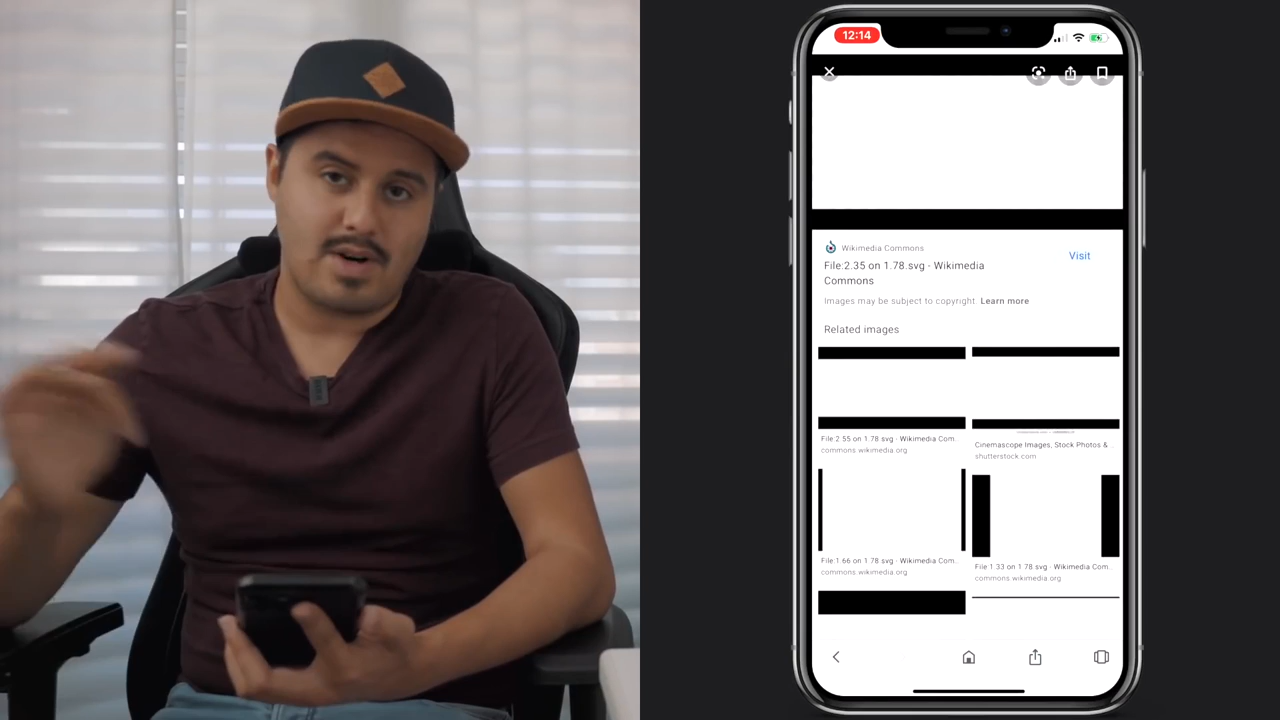 12:14
Wikimedia Commons
File:2.35 on 1.78.svg - Wikimedia
Commons
Visit
Images may be subject to copyright. Learn more
Related images
File:2 55 on 1.78 svg - Wikimedia Com..
commons.wikimedia.org
Cinemascope Images, Stock Photos & ..
shutterstock.com
File:1.66 on 1 78 svg - Wikimedia Com..
commons.wikimedia.org
File 1 33 on 1 78 svg - Wikimedia Com..
commons.wikimedia.org